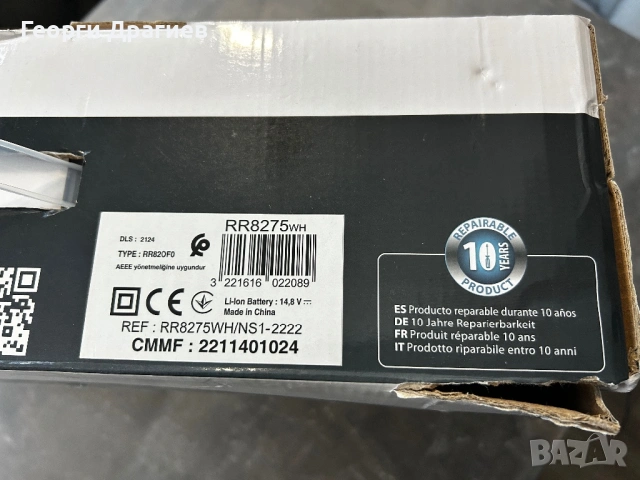 Георги Драгиев
RR8275WH
DLS : 2124
TYPE : RR820F0
AEEE yönetmeliğine uygundur
3 221616 022089
Li-Ion Battery : 14,8 V
Made in China
CE
REF : RR8275WH/NS1-2222
CMMF : 2211401024
REPAIRABLE
10 YEARS
PRODUCT
ES Producto reparable durante 10 años
DE 10 Jahre Reparierbarkeit
FR Produit réparable 10 ans
IT Prodotto riparabile entro 10 anni
BAZAR